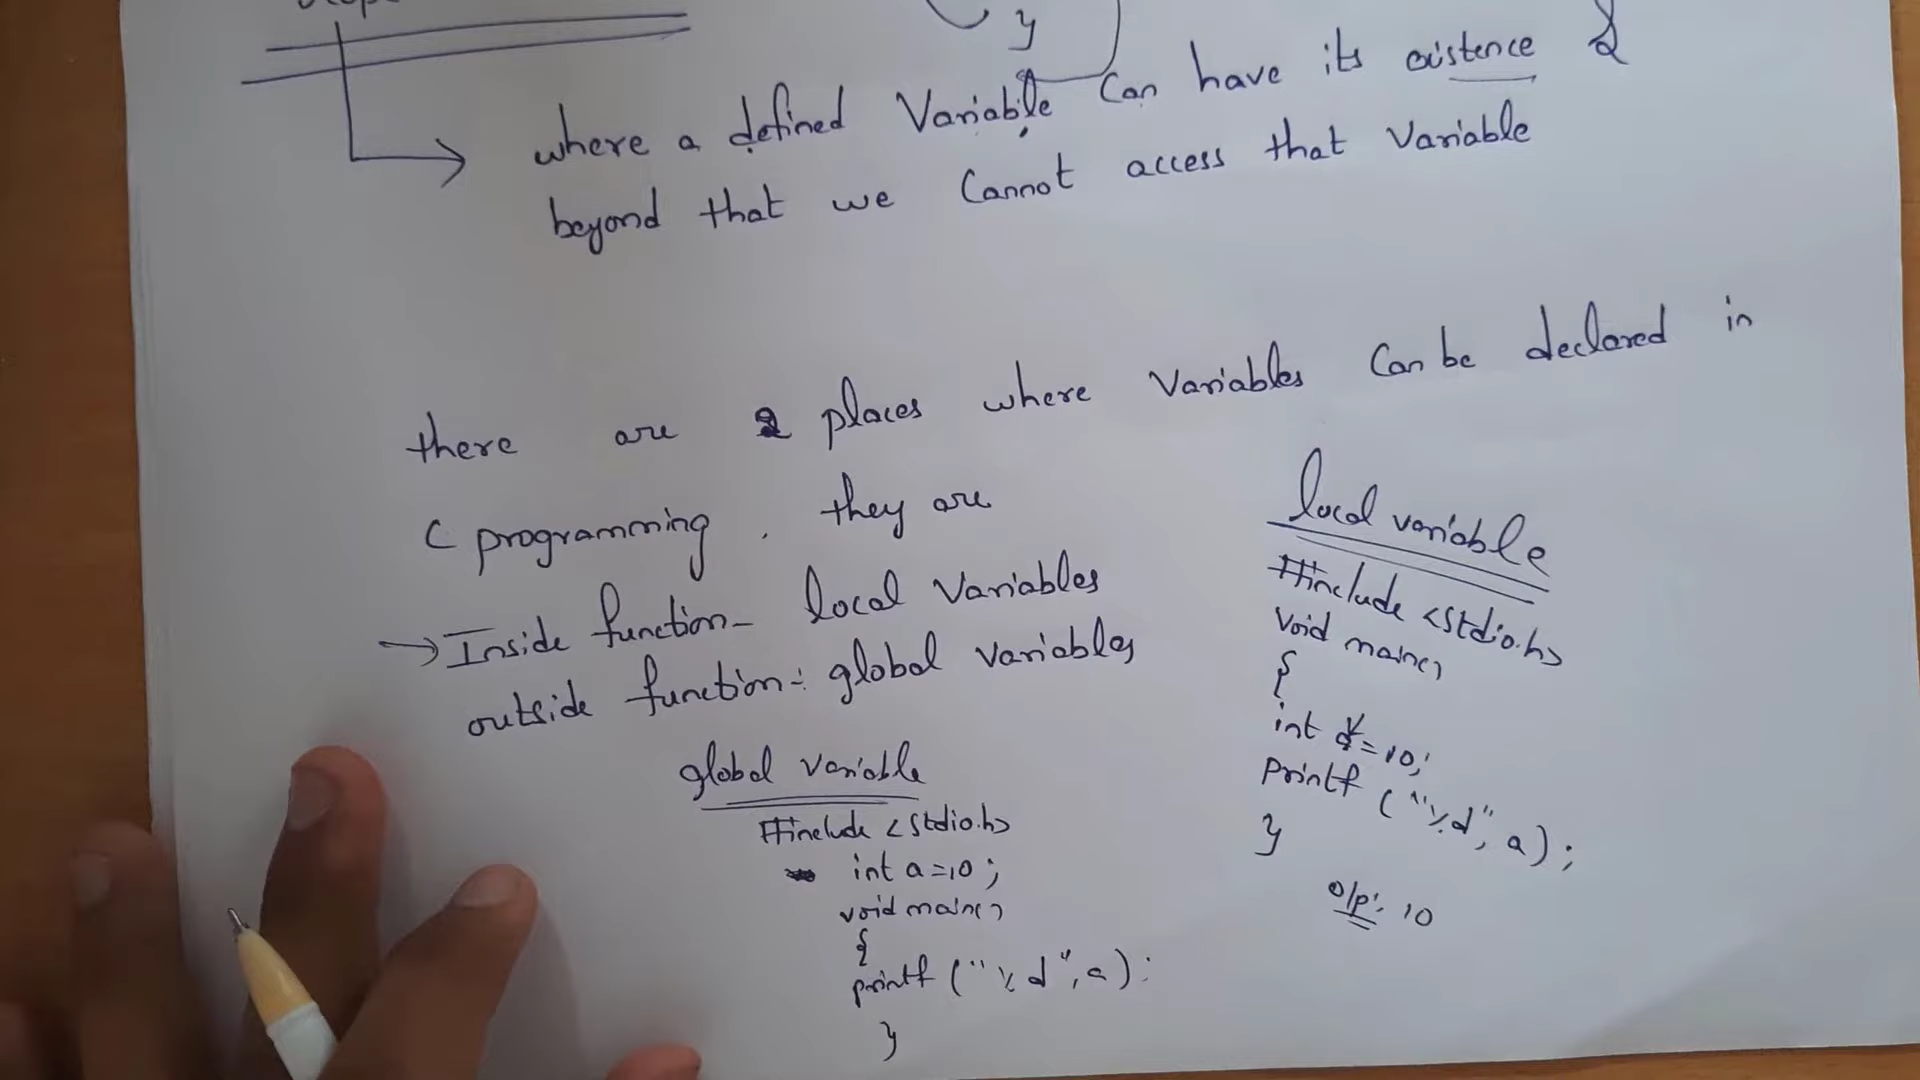 y
where a defined Variable Can have its existence &
beyond that we Cannot access that Variable
there are 2 places where Variables Can be declared in
C programming . they are
→ Inside function - local Variables
outside function : global variables
global variable
#include <stdio.h>
int a=10;
void main()
{
printf ("%d", a);
}
local variable
#include <stdio.h>
void main()
{
int =10;
printf ("%d", a);
}
o/p: 10